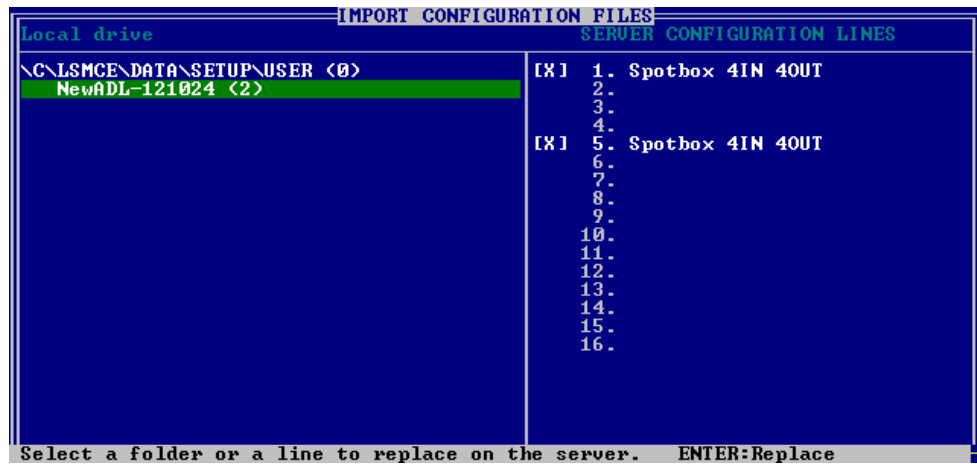 IMPORT CONFIGURATION FILES
Local drive
SERVER CONFIGURATION LINES
\C\LSMCE\DATA\SETUP\USER (0)
NewADL-121024 (2)
[X] 1. Spotbox 4IN 4OUT
2.
3.
4.
[X] 5. Spotbox 4IN 4OUT
6.
7.
8.
9.
10.
11.
12.
13.
14.
15.
16.
Select a folder or a line to replace on the server. ENTER:Replace